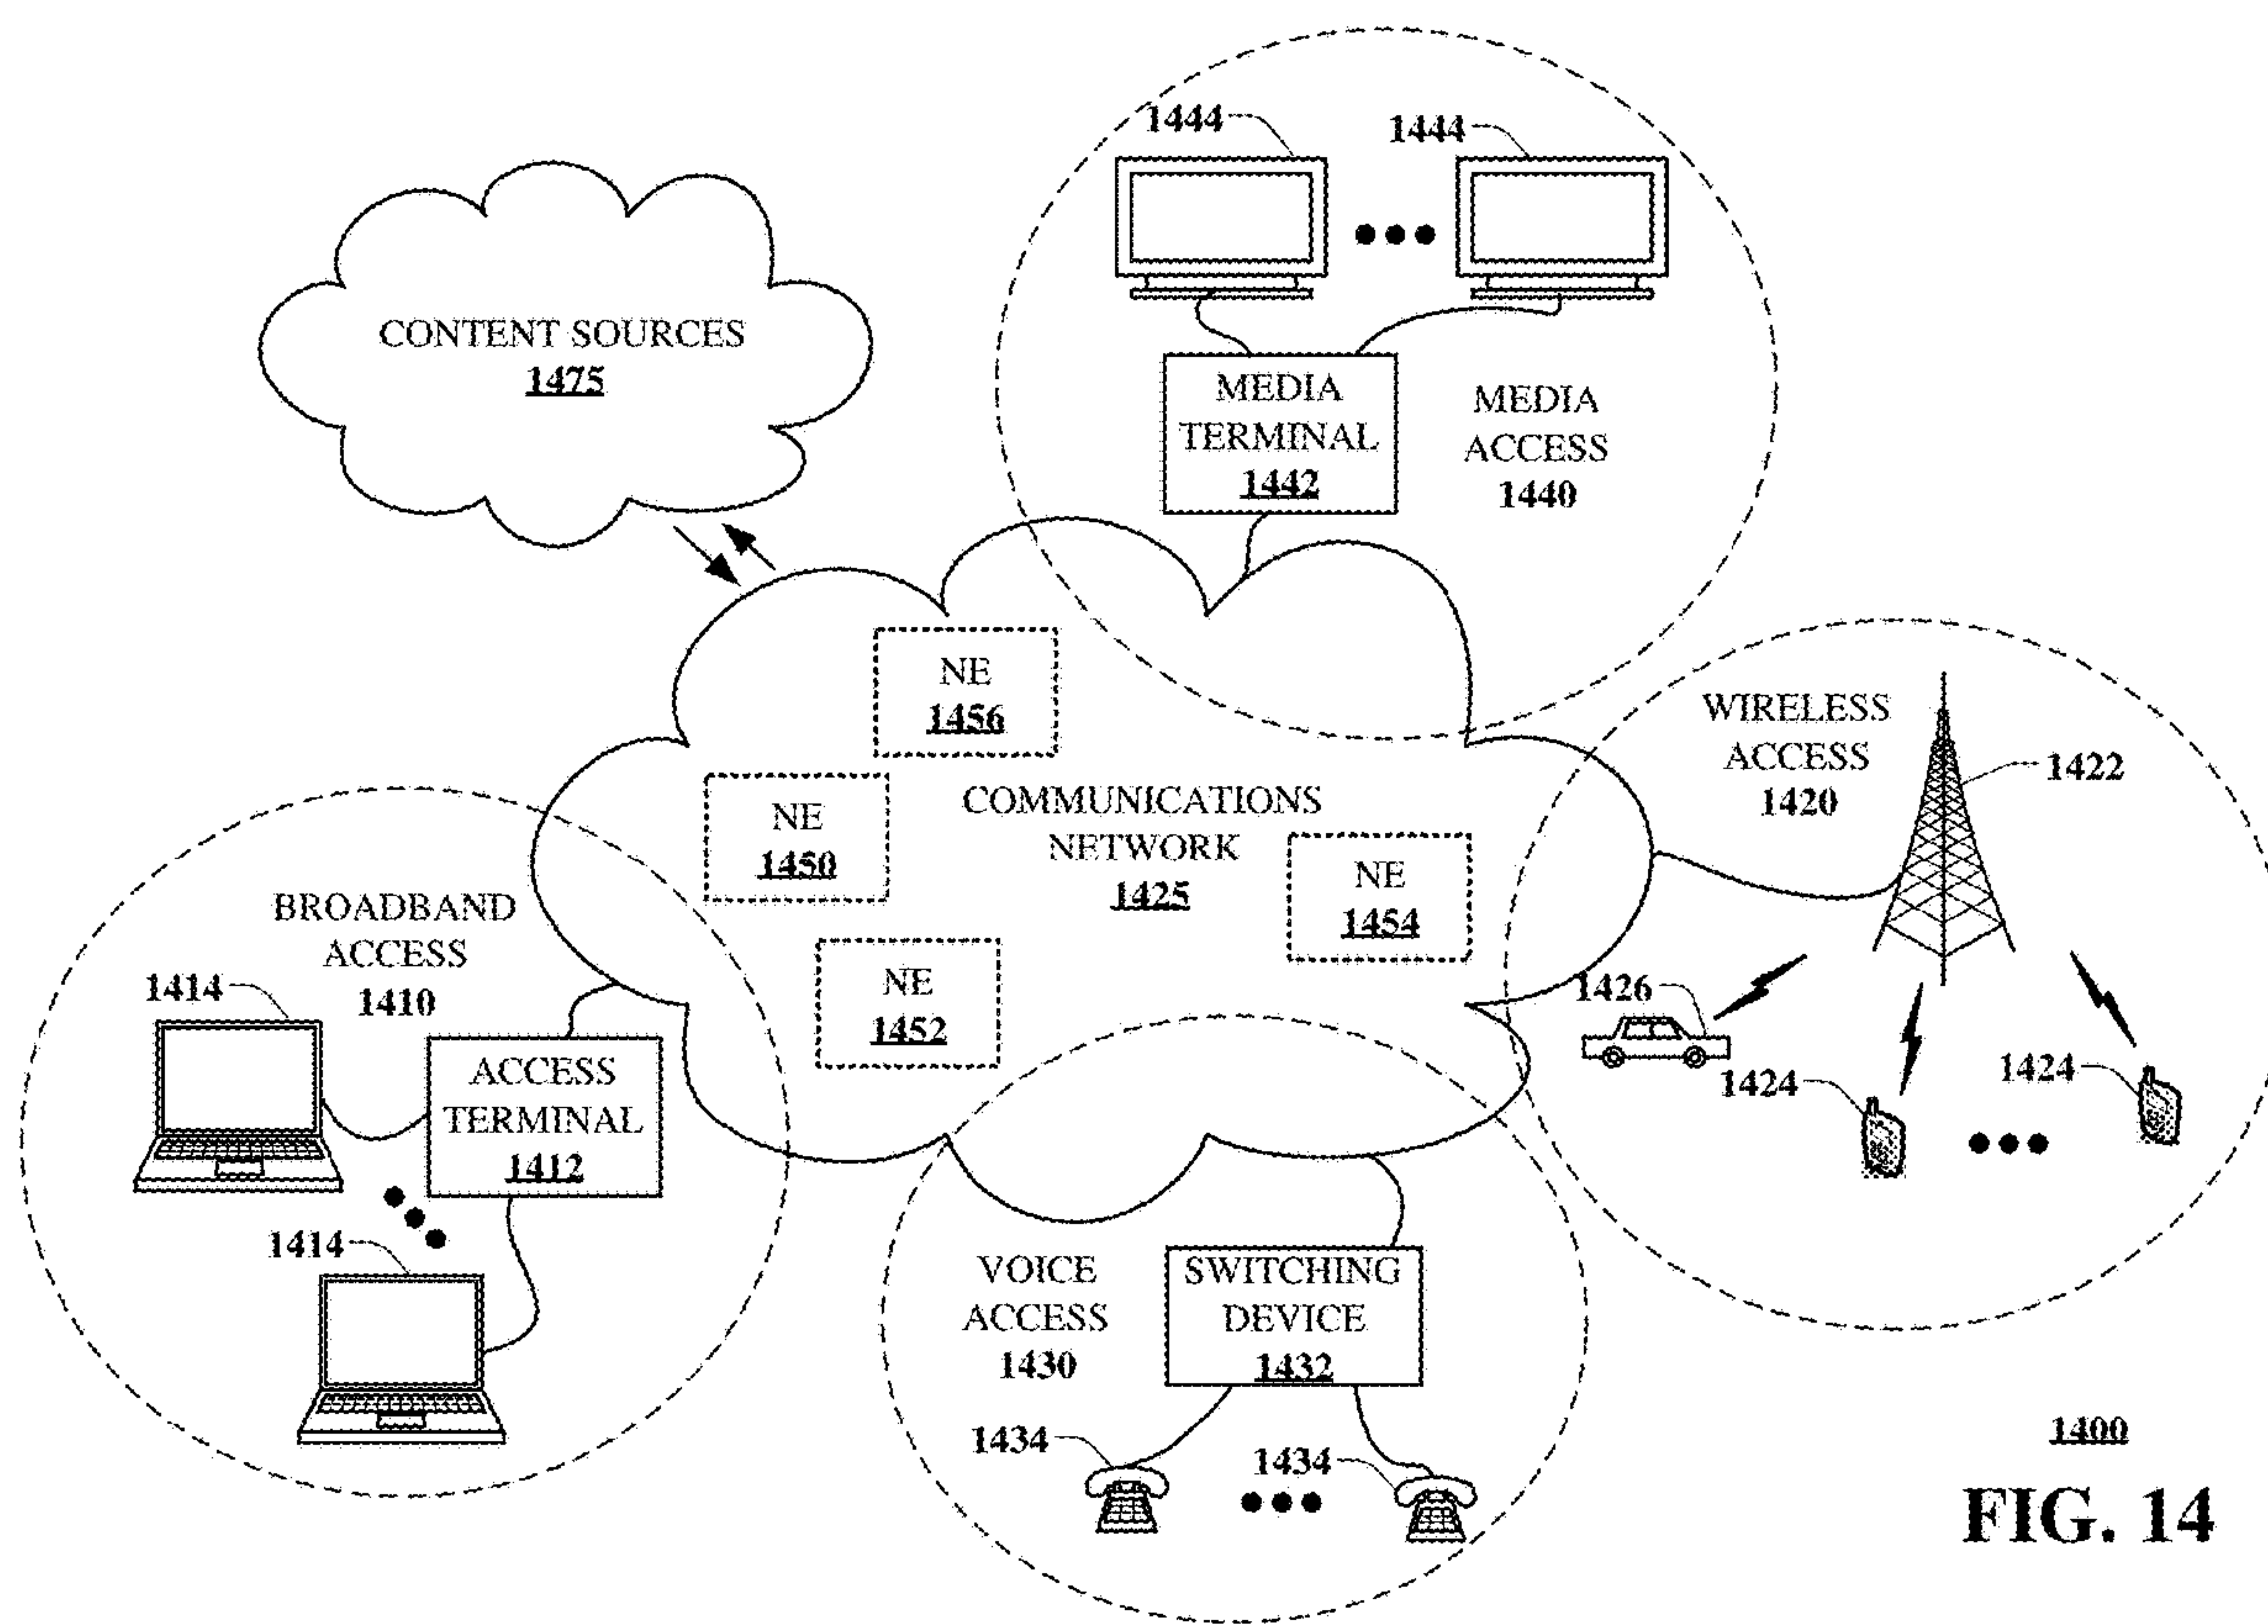 1444
1444
CONTENT SOURCES
1475
MEDIA
TERMINAL
1442
MEDIA
ACCESS
1440
NE
1456
WIRELESS
ACCESS
1420
1422
NE
1450
COMMUNICATIONS
NETWORK
1425
NE
1454
BROADBAND
ACCESS
1410
1414
NE
1452
1426
ACCESS
TERMINAL
1412
1424
1424
1414
VOICE
ACCESS
1430
SWITCHING
DEVICE
1432
1434
1434
1400
FIG. 14